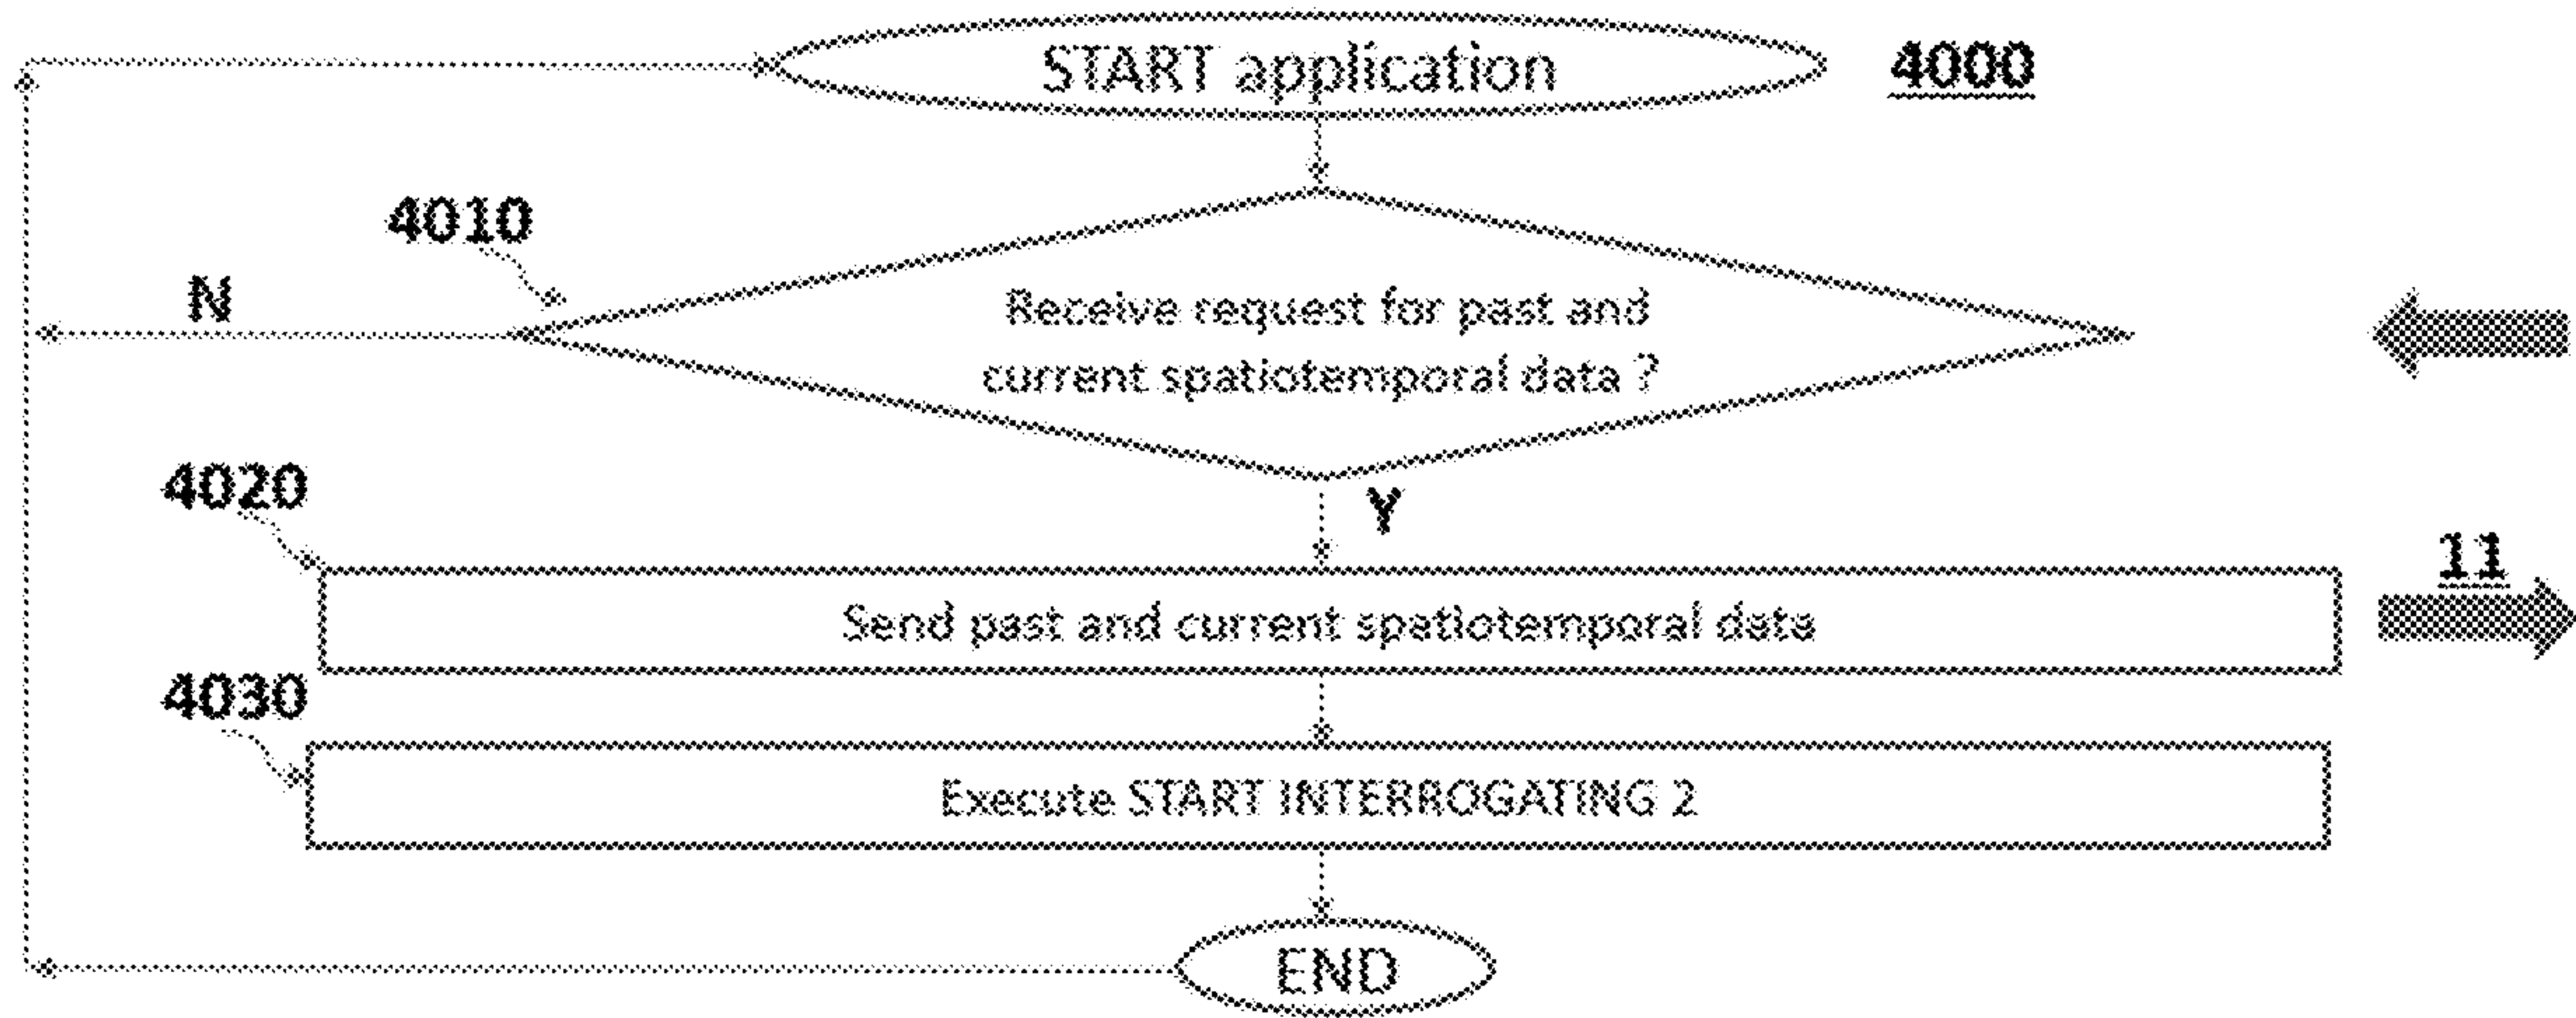 START application
4000
4010
N
Receive request for past and
current spatiotemporal data ?
Y
4020
11
Send past and current spatiotemporal data
4030
Execute START INTERROGATING 2
END